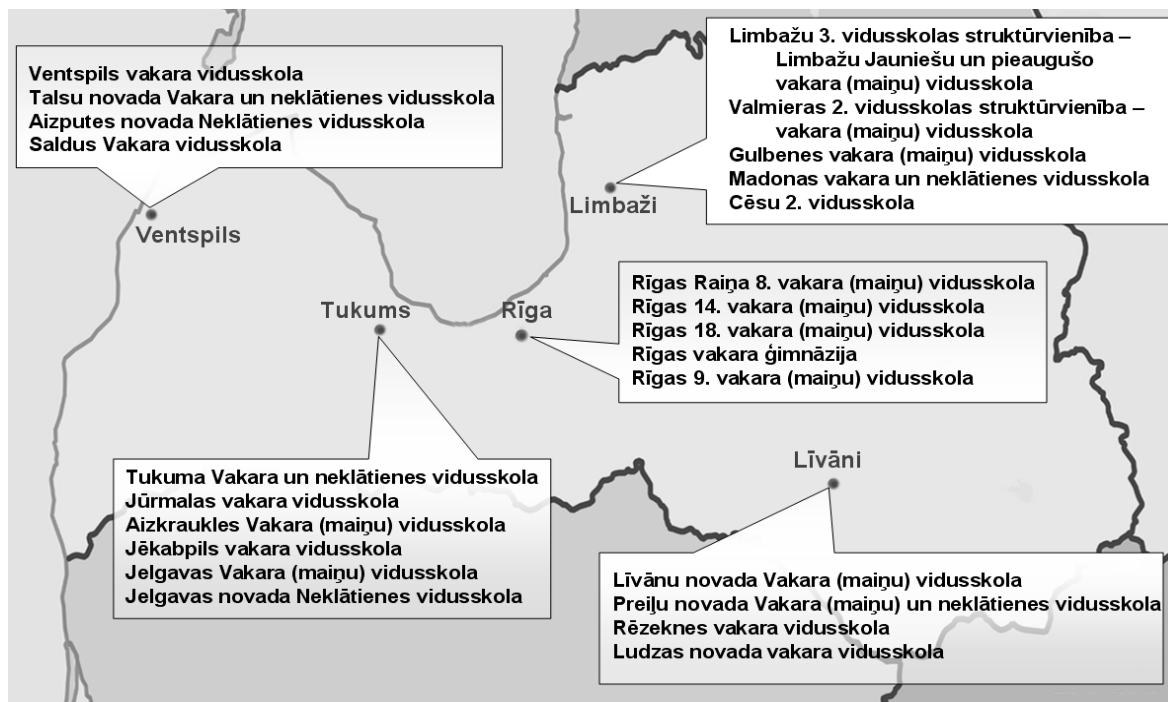 Ventspils vakara vidusskola
Talsu novada Vakara un neklātienes vidusskola
Aizputes novada Neklātienes vidusskola
Saldus Vakara vidusskola
Limbažu 3. vidusskolas struktūrvienība –
Limbažu Jauniešu un pieaugušo
vakara (maiņu) vidusskola
Valmieras 2. vidusskolas struktūrvienība –
vakara (maiņu) vidusskola
Gulbenes vakara (maiņu) vidusskola
Madonas vakara un neklātienes vidusskola
Cēsu 2. vidusskola
Ventspils
Limbaži
Tukums
Rīga
Rīgas Raiņa 8. vakara (maiņu) vidusskola
Rīgas 14. vakara (maiņu) vidusskola
Rīgas 18. vakara (maiņu) vidusskola
Rīgas vakara ģimnāzija
Rīgas 9. vakara (maiņu) vidusskola
Līvāni
Tukuma Vakara un neklātienes vidusskola
Jūrmalas vakara vidusskola
Aizkraukles Vakara (maiņu) vidusskola
Jēkabpils vakara vidusskola
Jelgavas Vakara (maiņu) vidusskola
Jelgavas novada Neklātienes vidusskola
Līvānu novada Vakara (maiņu) vidusskola
Preiļu novada Vakara (maiņu) un neklātienes vidusskola
Rēzeknes vakara vidusskola
Ludzas novada vakara vidusskola